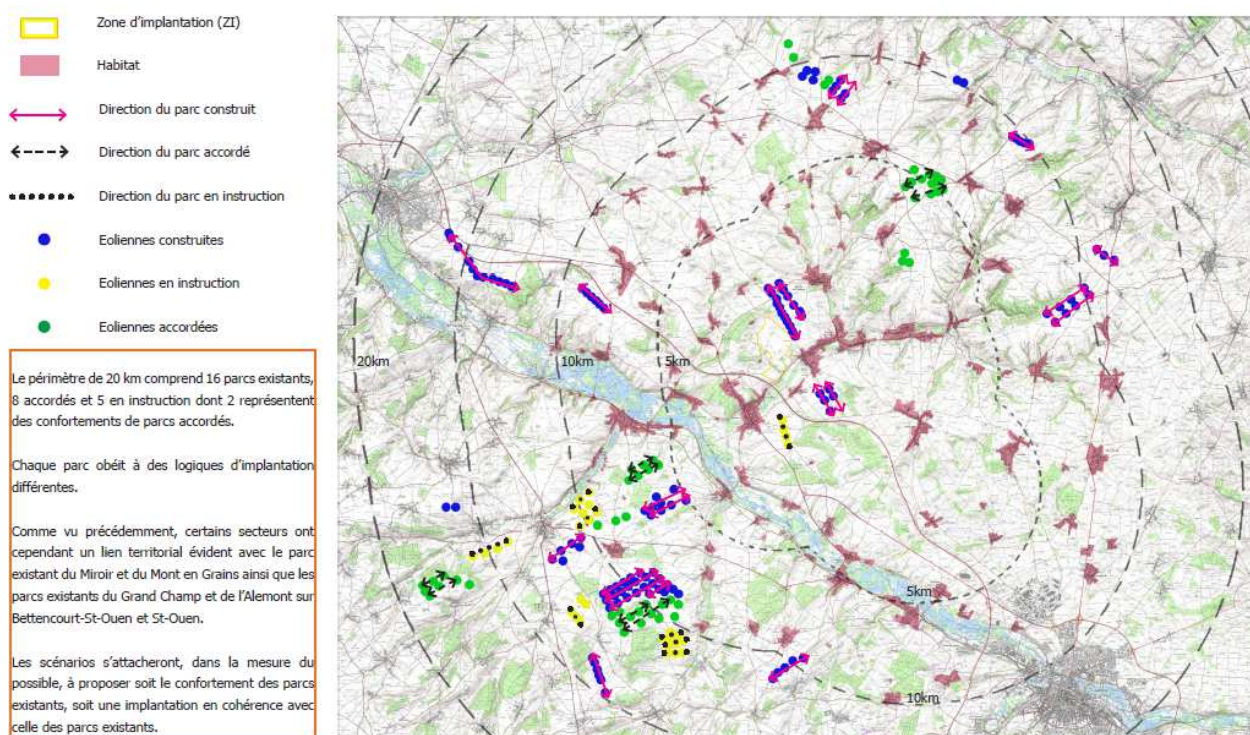 Zone d'implantation (ZI)
Habitat
Direction du parc construit
Direction du parc accordé
Direction du parc en instruction
Eoliennes construites
Eoliennes en instruction
Eoliennes accordées
Le périmètre de 20 km comprend 16 parcs existants,
8 accordés et 5 en instruction dont 2 représentent
des confortements de parcs accordés.
Chaque parc obéit à des logiques d'implantation
différentes.
Comme vu précédemment, certains secteurs ont
cependant un lien territorial évident avec le parc
existant du Miroir et du Mont en Grains ainsi que les
parcs existants du Grand Champ et de l'Alemont sur
Bettencourt-St-Ouen et St-Ouen.
Les scénarios s'attacheront, dans la mesure du
possible, à proposer soit le confortement des parcs
existants, soit une implantation en cohérence avec
celle des parcs existants.
20km
10km
5km
5km
10km